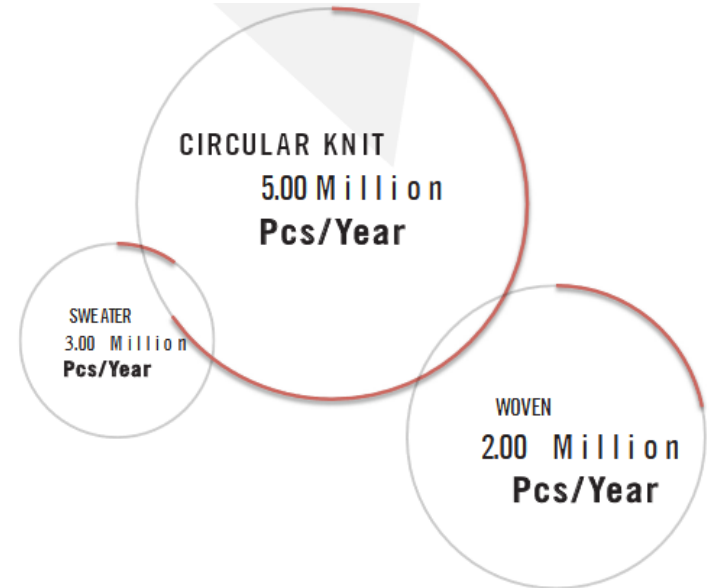 CIRCULAR KNIT
5.00 Million
Pcs/Year
SWEATER
3.00 Million
Pcs/Year
WOVEN
2.00 Million
Pcs/Year